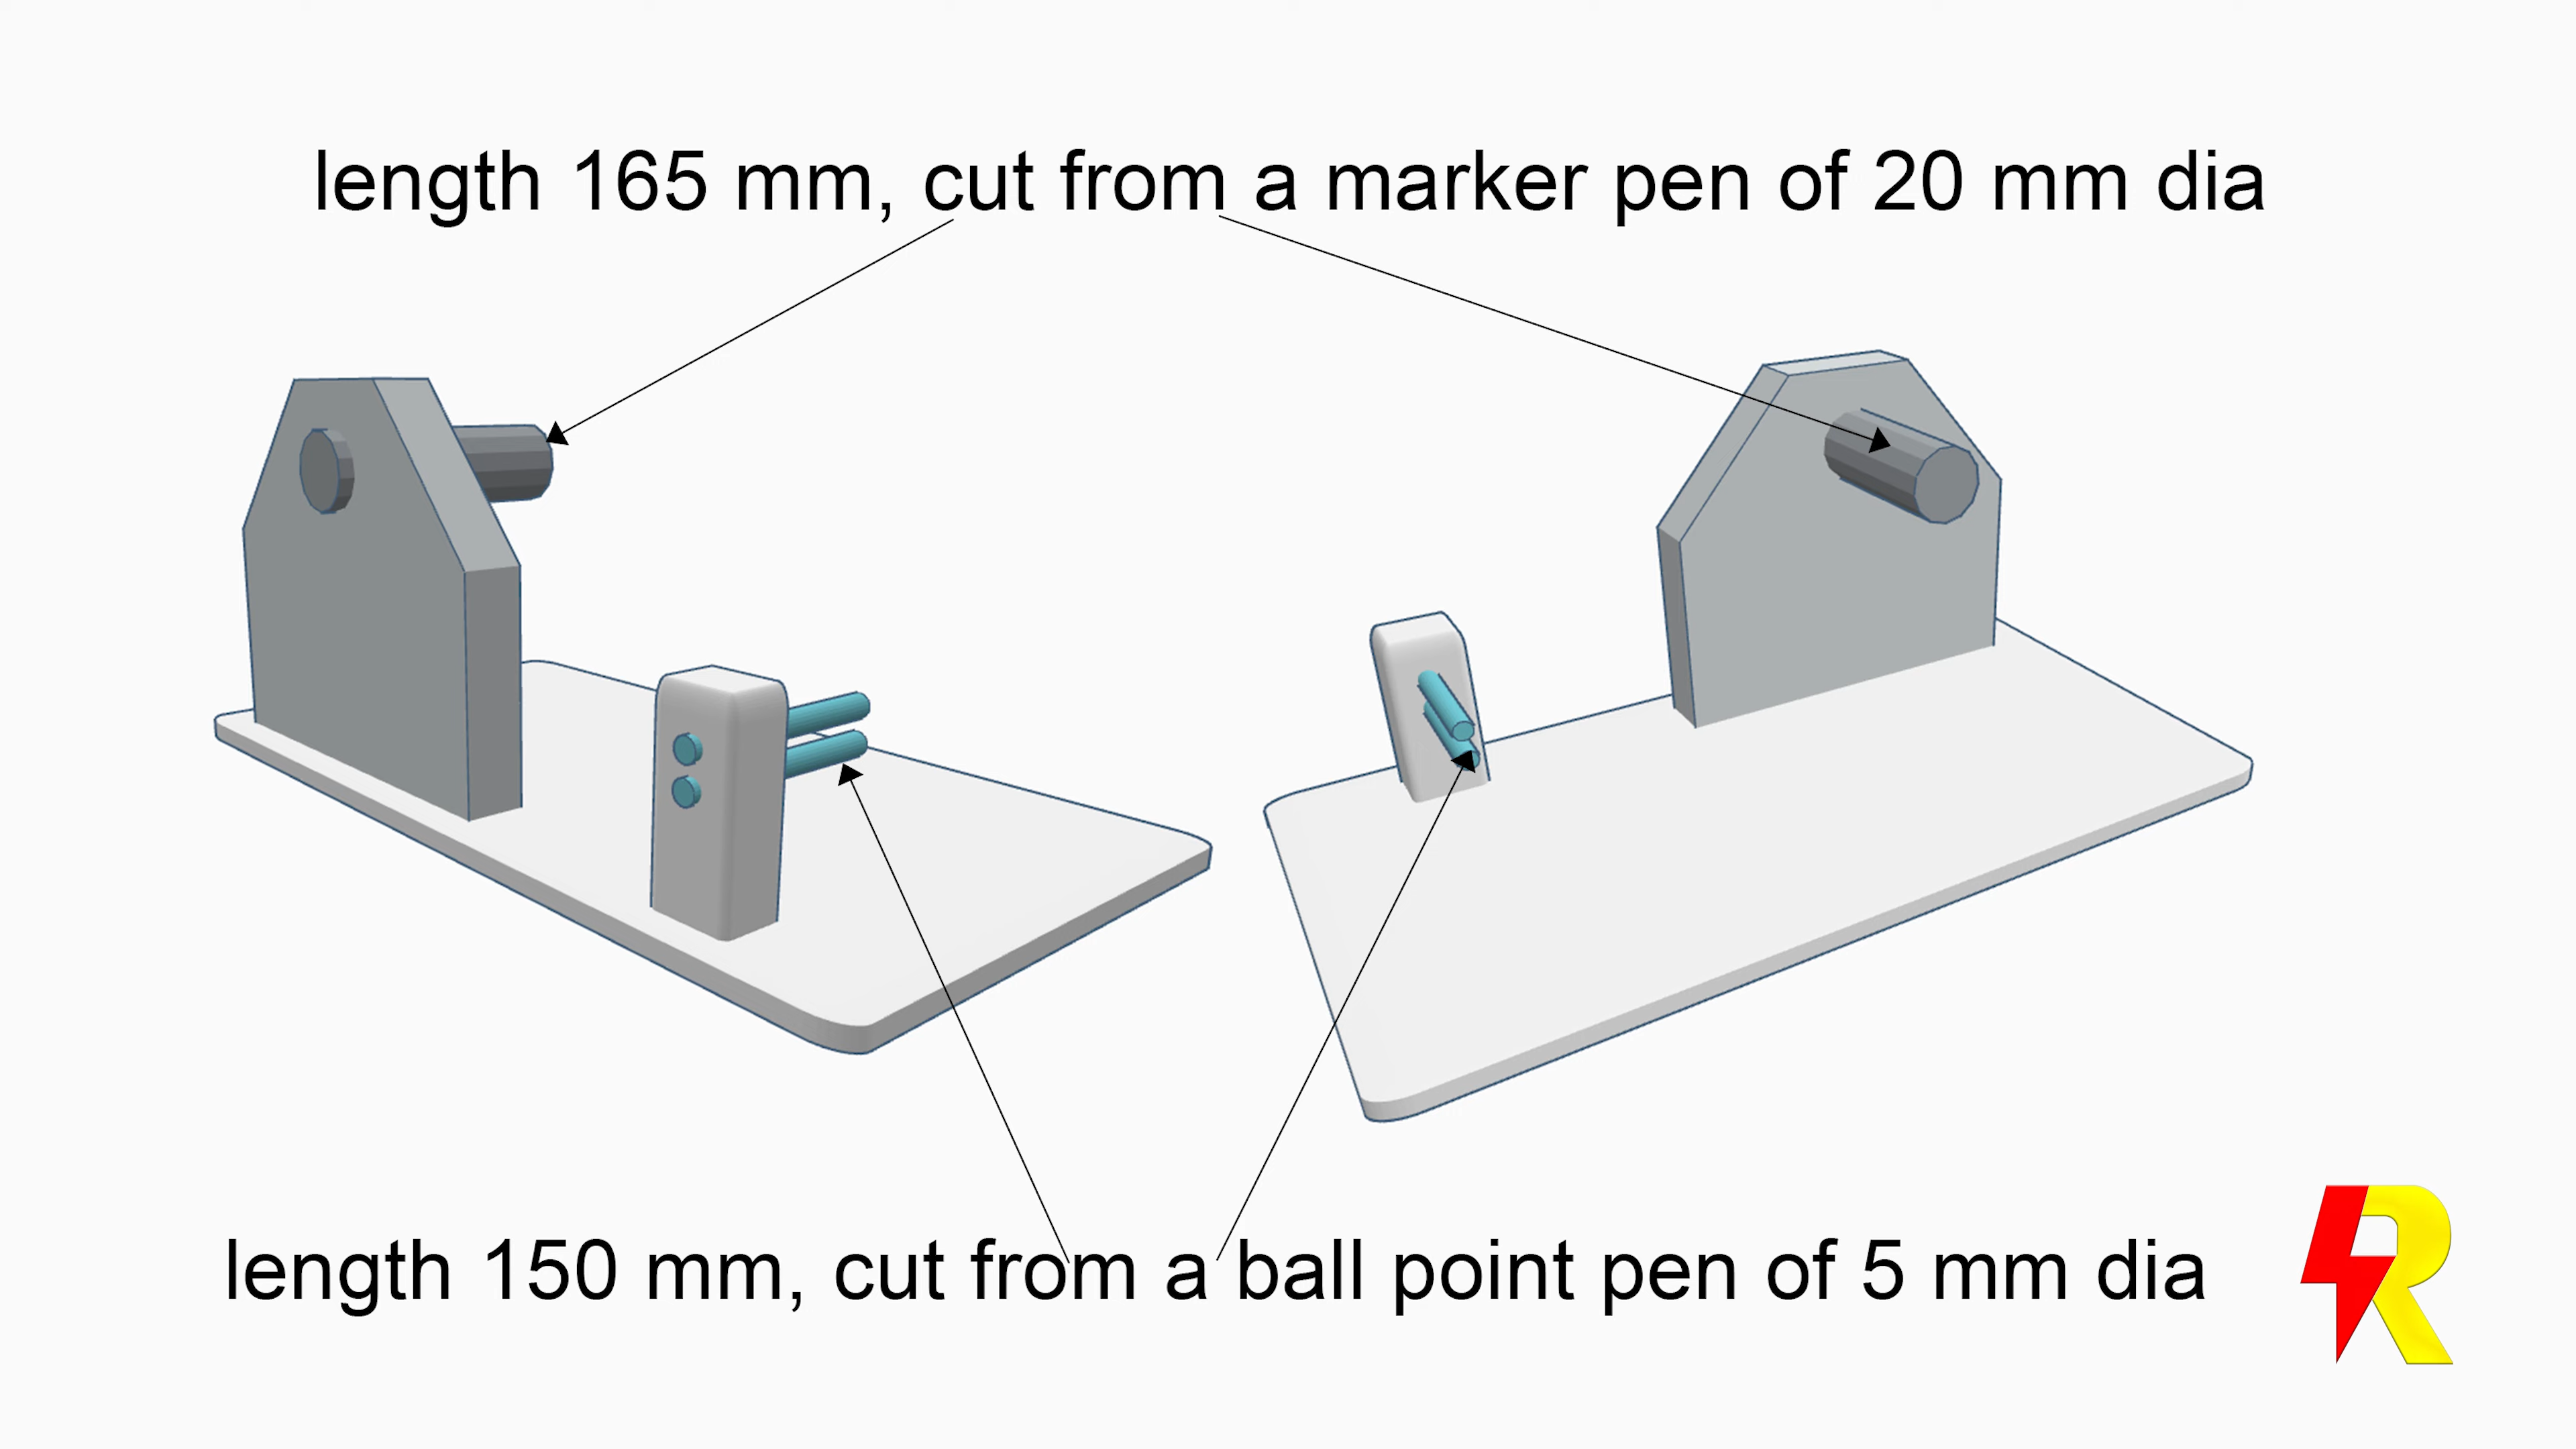 length 165 mm, cut from a marker pen of 20 mm dia
length 150 mm, cut from a ball point pen of 5 mm dia
R